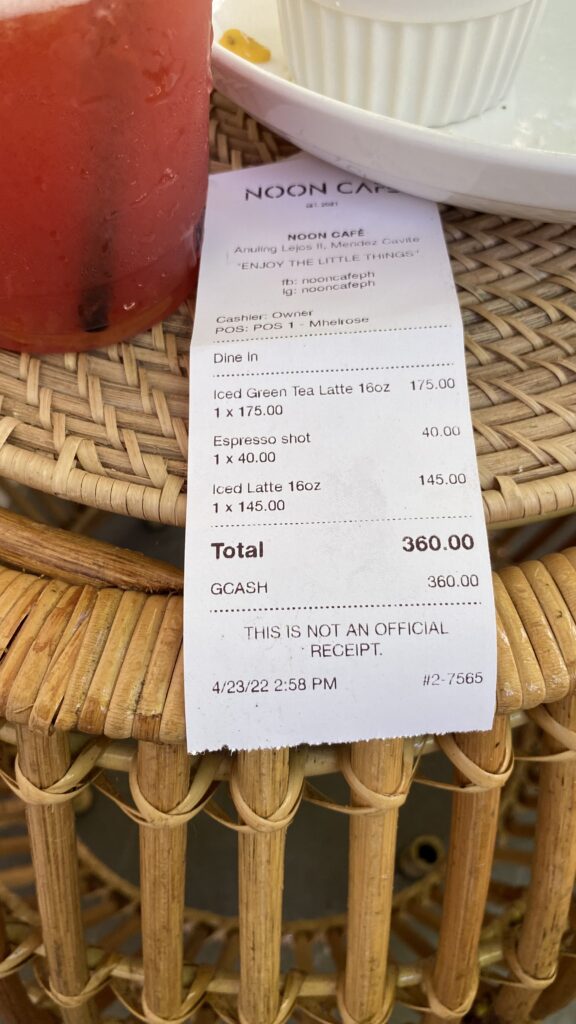 NOON CAFE
EST. 2021
NOON CAFÉ
Anuling Lejos II, Mendez Cavite
"ENJOY THE LITTLE THINGS"
fb: nooncafeph
Ig: nooncafeph
Cashier: Owner
POS: POS 1 - Mhelrose
Dine in
Iced Green Tea Latte 16oz 175.00
1 x 175.00
Espresso shot 40.00
1 x 40.00
Iced Latte 16oz 145.00
1 x 145.00
Total 360.00
GCASH 360.00
THIS IS NOT AN OFFICIAL
RECEIPT.
4/23/22 2:58 PM #2-7565